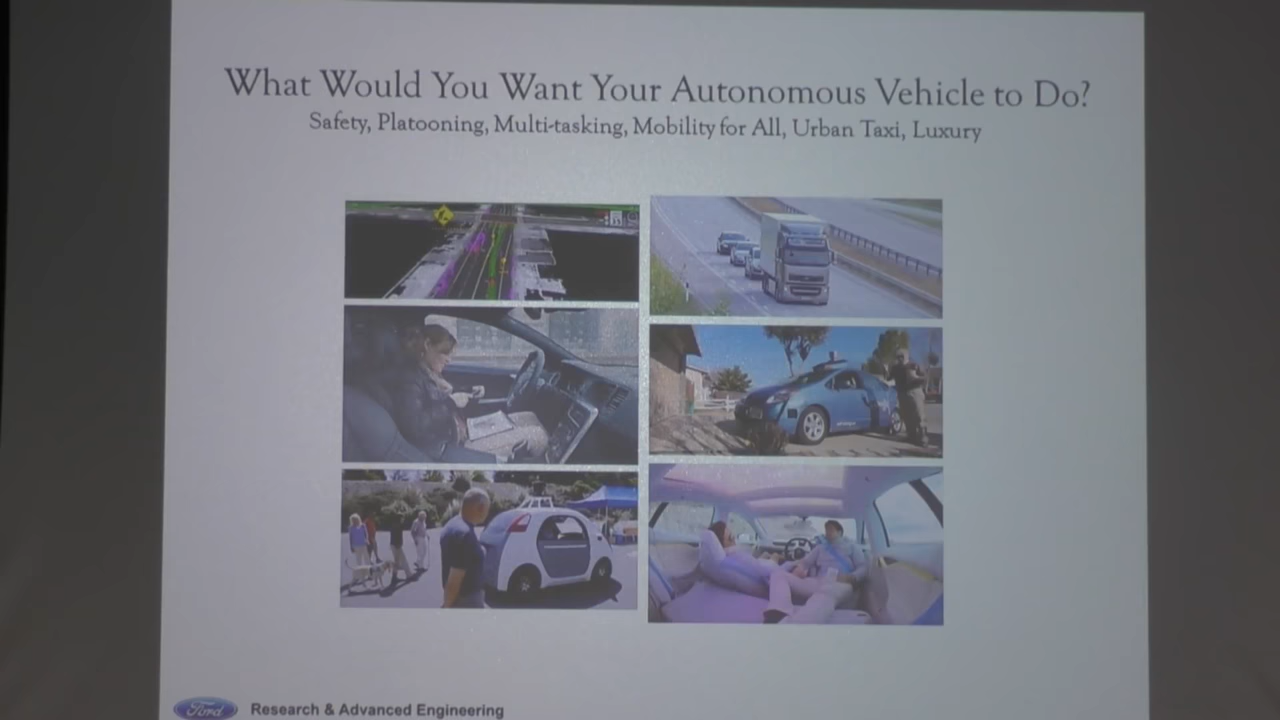 What Would You Want Your Autonomous Vehicle to Do?
Safety, Platooning, Multi-tasking, Mobility for All, Urban Taxi, Luxury
Ford
Research & Advanced Engineering